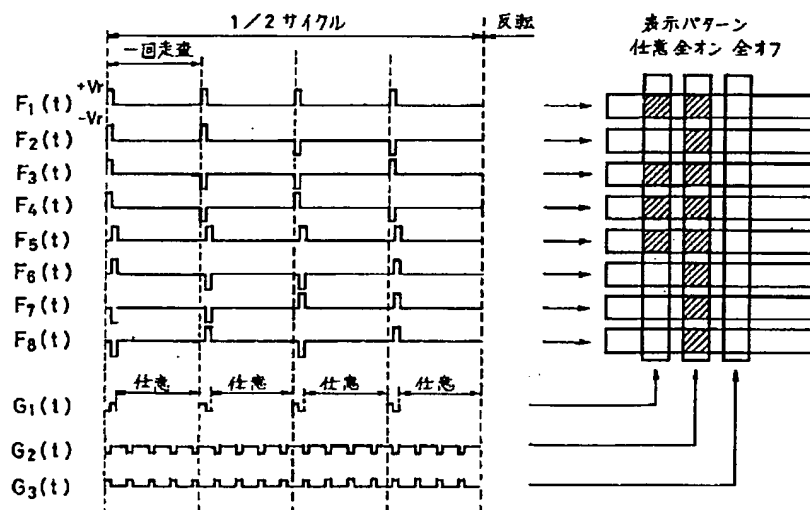 1/2サイクル
反転
表示パターン
一回走査
任意 全オン 全オフ
+Vr
F₁(t)
-Vr
F₂(t)
F₃(t)
F₄(t)
F₅(t)
F₆(t)
F₇(t)
F₈(t)
任意 任意 任意 任意
G₁(t)
G₂(t)
G₃(t)